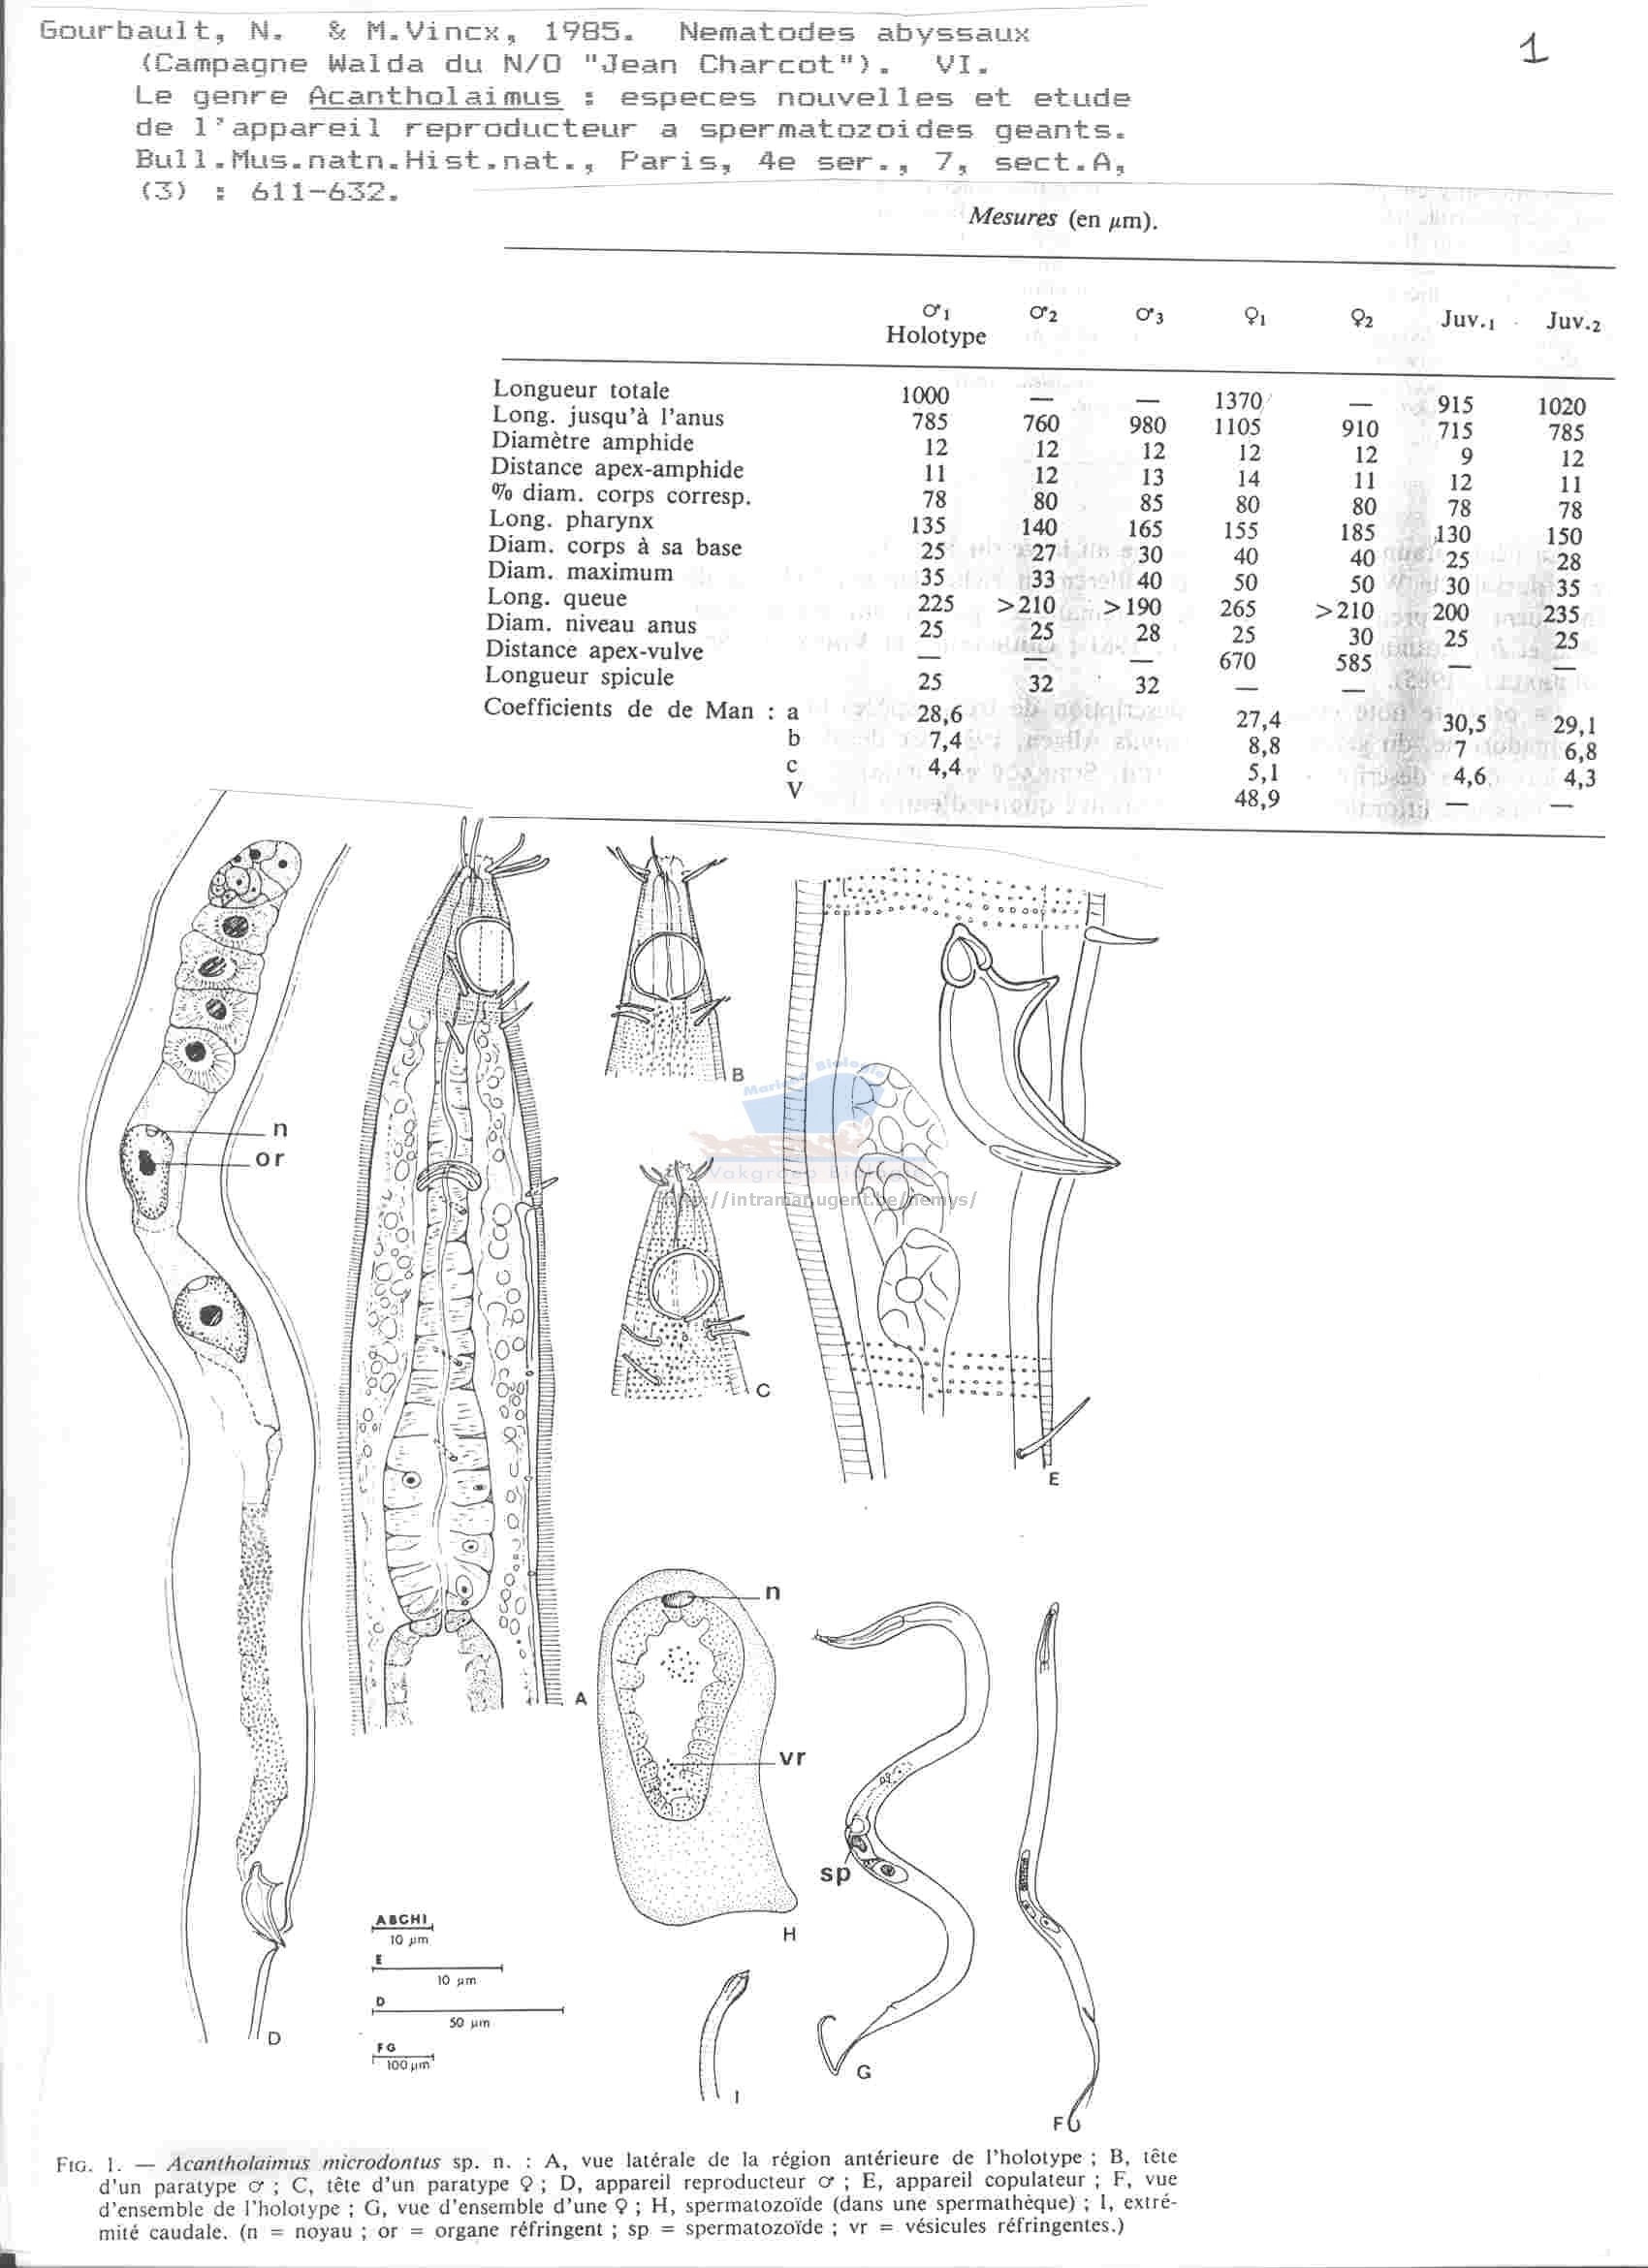 Gourbault, N. & M.Vincx, 1985. Nematodes abyssaux
(Campagne Walda du N/O "Jean Charcot"). VI.
Le genre Acantholaimus : especes nouvelles et etude
de l'appareil reproducteur a spermatozoides geants.
Bull.Mus.natn.Hist.nat., Paris, 4e ser., 7, sect.A,
(3) : 611-632.
1
Mesures (en µm).
♂1 ♂2 ♂3 ♀1 ♀2 Juv.1 Juv.2
Holotype
Longueur totale 1000 — — 1370 — 915 1020
Long. jusqu'à l'anus 785 760 980 1105 910 715 785
Diamètre amphide 12 12 12 12 12 9 12
Distance apex-amphide 11 12 13 14 11 12 11
% diam. corps corresp. 78 80 85 80 80 78 78
Long. pharynx 135 140 165 155 185 130 150
Diam. corps à sa base 25 27 30 40 40 25 28
Diam. maximum 35 33 40 50 50 30 35
Long. queue 225 >210 >190 265 >210 200 235
Diam. niveau anus 25 25 28 25 30 25 25
Distance apex-vulve — — — 670 585 — —
Longueur spicule 25 32 32 — —
Coefficients de de Man : a 28,6 27,4 30,5 29,1
b 7,4 8,8 7 6,8
c 4,4 5,1 4,6 4,3
V 48,9 — —
n
or
B
Marine Biologie
Vakgroep Biologie
://intramar.ugent.be/nemys/
C
E
A
n
vr
sp
H
ABCHI
10 µm
E
10 µm
D
50 µm
FG
100 µm
D
I
G
F
FIG. 1. — Acantholaimus microdontus sp. n. : A, vue latérale de la région antérieure de l'holotype ; B, tête
d'un paratype ♂ ; C, tête d'un paratype ♀ ; D, appareil reproducteur ♂ ; E, appareil copulateur ; F, vue
d'ensemble de l'holotype ; G, vue d'ensemble d'une ♀ ; H, spermatozoïde (dans une spermathèque) ; I, extré-
mité caudale. (n = noyau ; or = organe réfringent ; sp = spermatozoïde ; vr = vésicules réfringentes.)